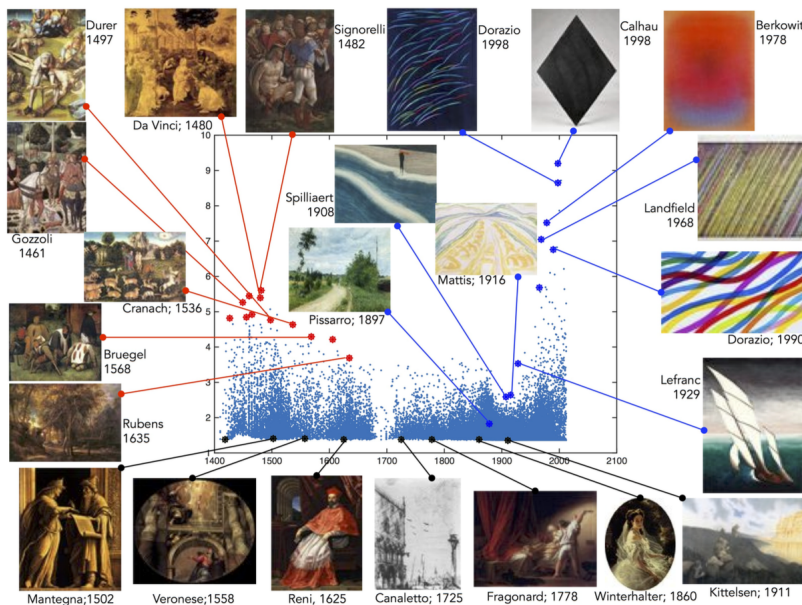 Durer
1497
Da Vinci; 1480
Signorelli
1482
Dorazio
1998
Calhau
1998
Berkowit
1978
Gozzoli
1461
Spilliaert
1908
Landfield
1968
Cranach; 1536
Pissarro; 1897
Mattis; 1916
Dorazio; 1990
Bruegel
1568
Lefranc
1929
Rubens
1635
10
9
8
7
6
5
4
3
2
1400
1500
1600
1700
1800
1900
2000
2100
Mantegna;1502
Veronese;1558
Reni, 1625
Canaletto; 1725
Fragonard; 1778
Winterhalter; 1860
Kittelsen; 1911